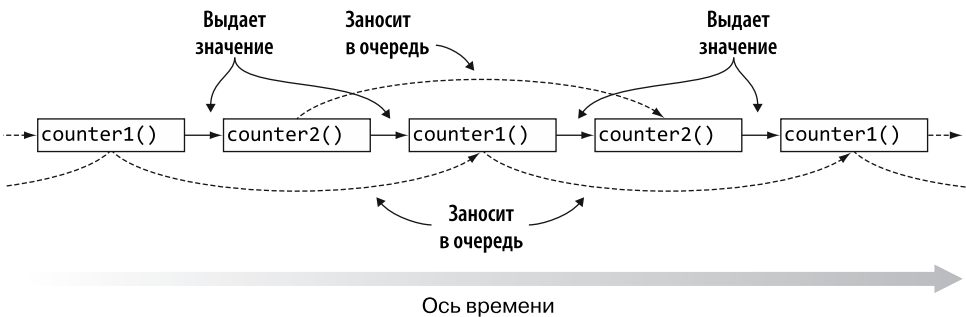 Выдает
значение
Заносит
в очередь
Выдает
значение
counter1()
counter2()
counter1()
counter2()
counter1()
Заносит
в очередь
Ось времени